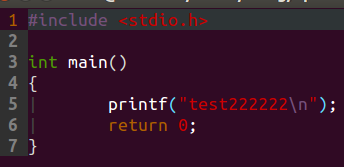 1 #include <stdio.h>
2
3 int main()
4 {
5 |       printf("test222222\n");
6 |       return 0;
7 }